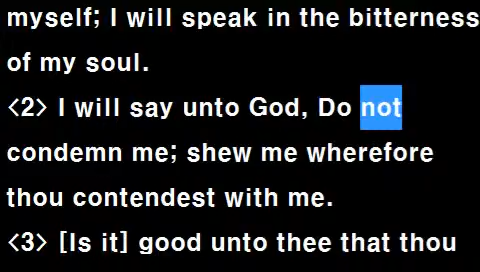 myself; I will speak in the bitterness
of my soul.
<2> I will say unto God, Do not
condemn me; shew me wherefore
thou contendest with me.
<3> [Is it] good unto thee that thou